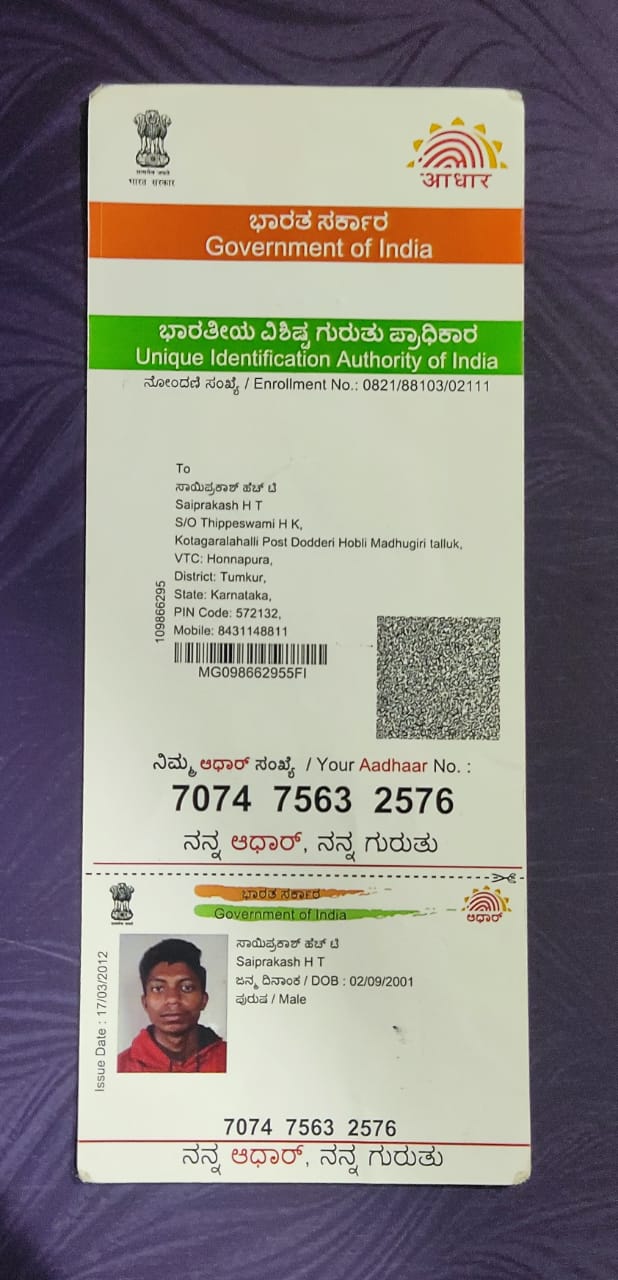 सत्यमेव जयते
भारत सरकार
आधार
ಭಾರತ ಸರ್ಕಾರ
Government of India
ಭಾರತೀಯ ವಿಶಿಷ್ಟ ಗುರುತು ಪ್ರಾಧಿಕಾರ
Unique Identification Authority of India
ನೋಂದಣಿ ಸಂಖ್ಯೆ / Enrollment No.: 0821/88103/02111
To
ಸಾಯಿಪ್ರಕಾಶ್ ಹೆಚ್ ಟಿ
Saiprakash H T
S/O Thippeswami H K,
Kotagaralahalli Post Dodderi Hobli Madhugiri talluk,
VTC: Honnapura,
District: Tumkur,
State: Karnataka,
PIN Code: 572132,
Mobile: 8431148811
109866295
MG098662955FI
ನಿಮ್ಮ ಆಧಾರ್ ಸಂಖ್ಯೆ / Your Aadhaar No. :
7074 7563 2576
ನನ್ನ ಆಧಾರ್, ನನ್ನ ಗುರುತು
ಭಾರತ ಸರ್ಕಾರ
Government of India
ಆಧಾರ್
ಸಾಯಿಪ್ರಕಾಶ್ ಹೆಚ್ ಟಿ
Saiprakash H T
ಜನ್ಮ ದಿನಾಂಕ / DOB : 02/09/2001
ಪುರುಷ / Male
Issue Date : 17/03/2012
7074 7563 2576
ನನ್ನ ಆಧಾರ್, ನನ್ನ ಗುರುತು